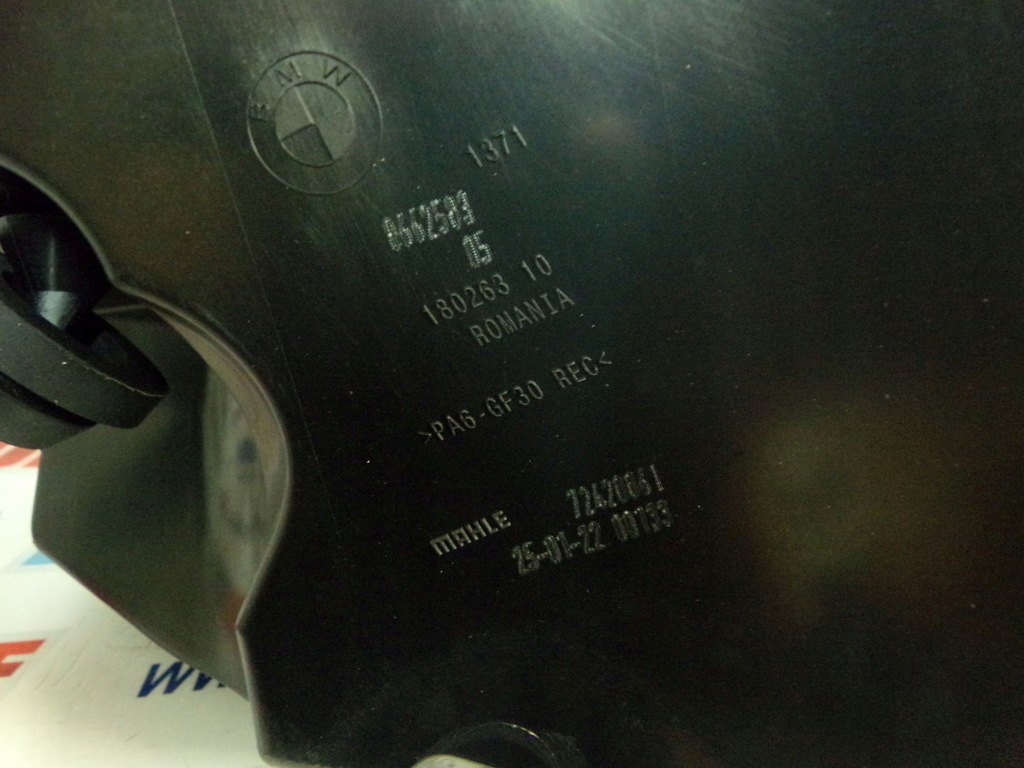 BMW
1371
8662589
05
180263 10
ROMANIA
>PA6-GF30 REC<
MAHLE
72420061
25-01-22 00133